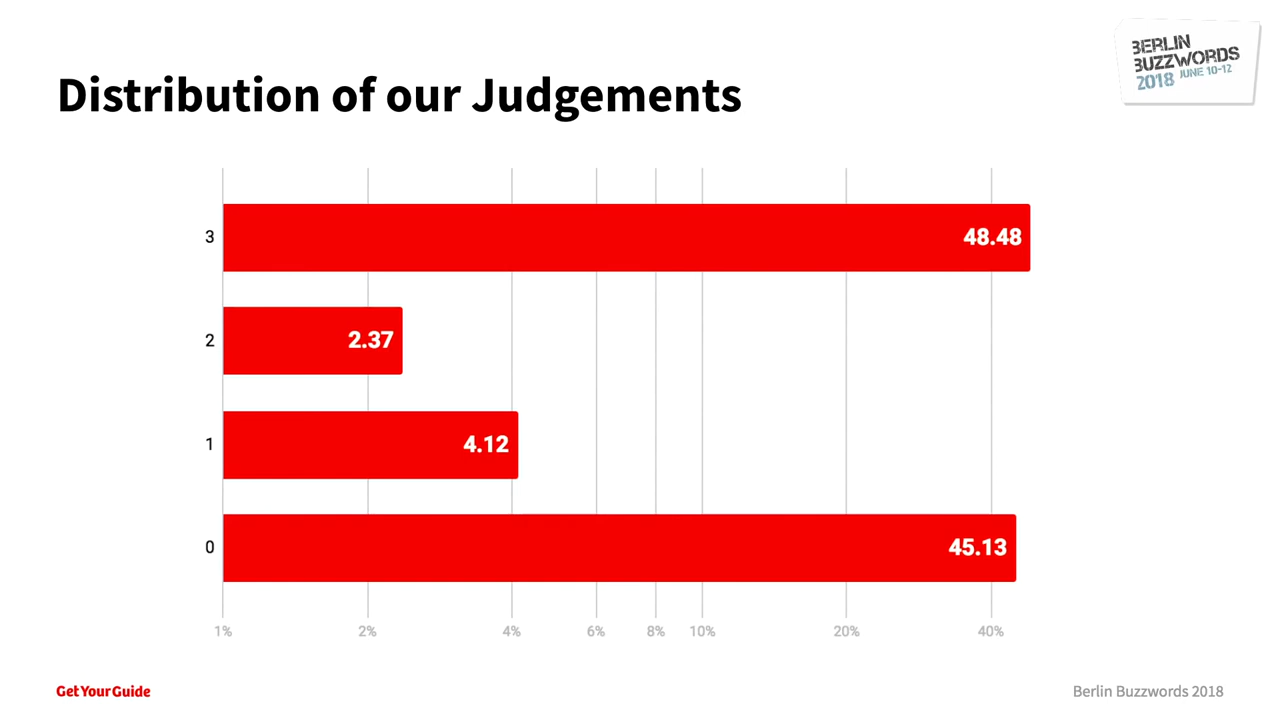 BERLIN
BUZZWORDS
2018 JUNE 10-12
Distribution of our Judgements
3
48.48
2
2.37
1
4.12
0
45.13
1% 2% 4% 6% 8% 10% 20% 40%
GetYourGuide
Berlin Buzzwords 2018